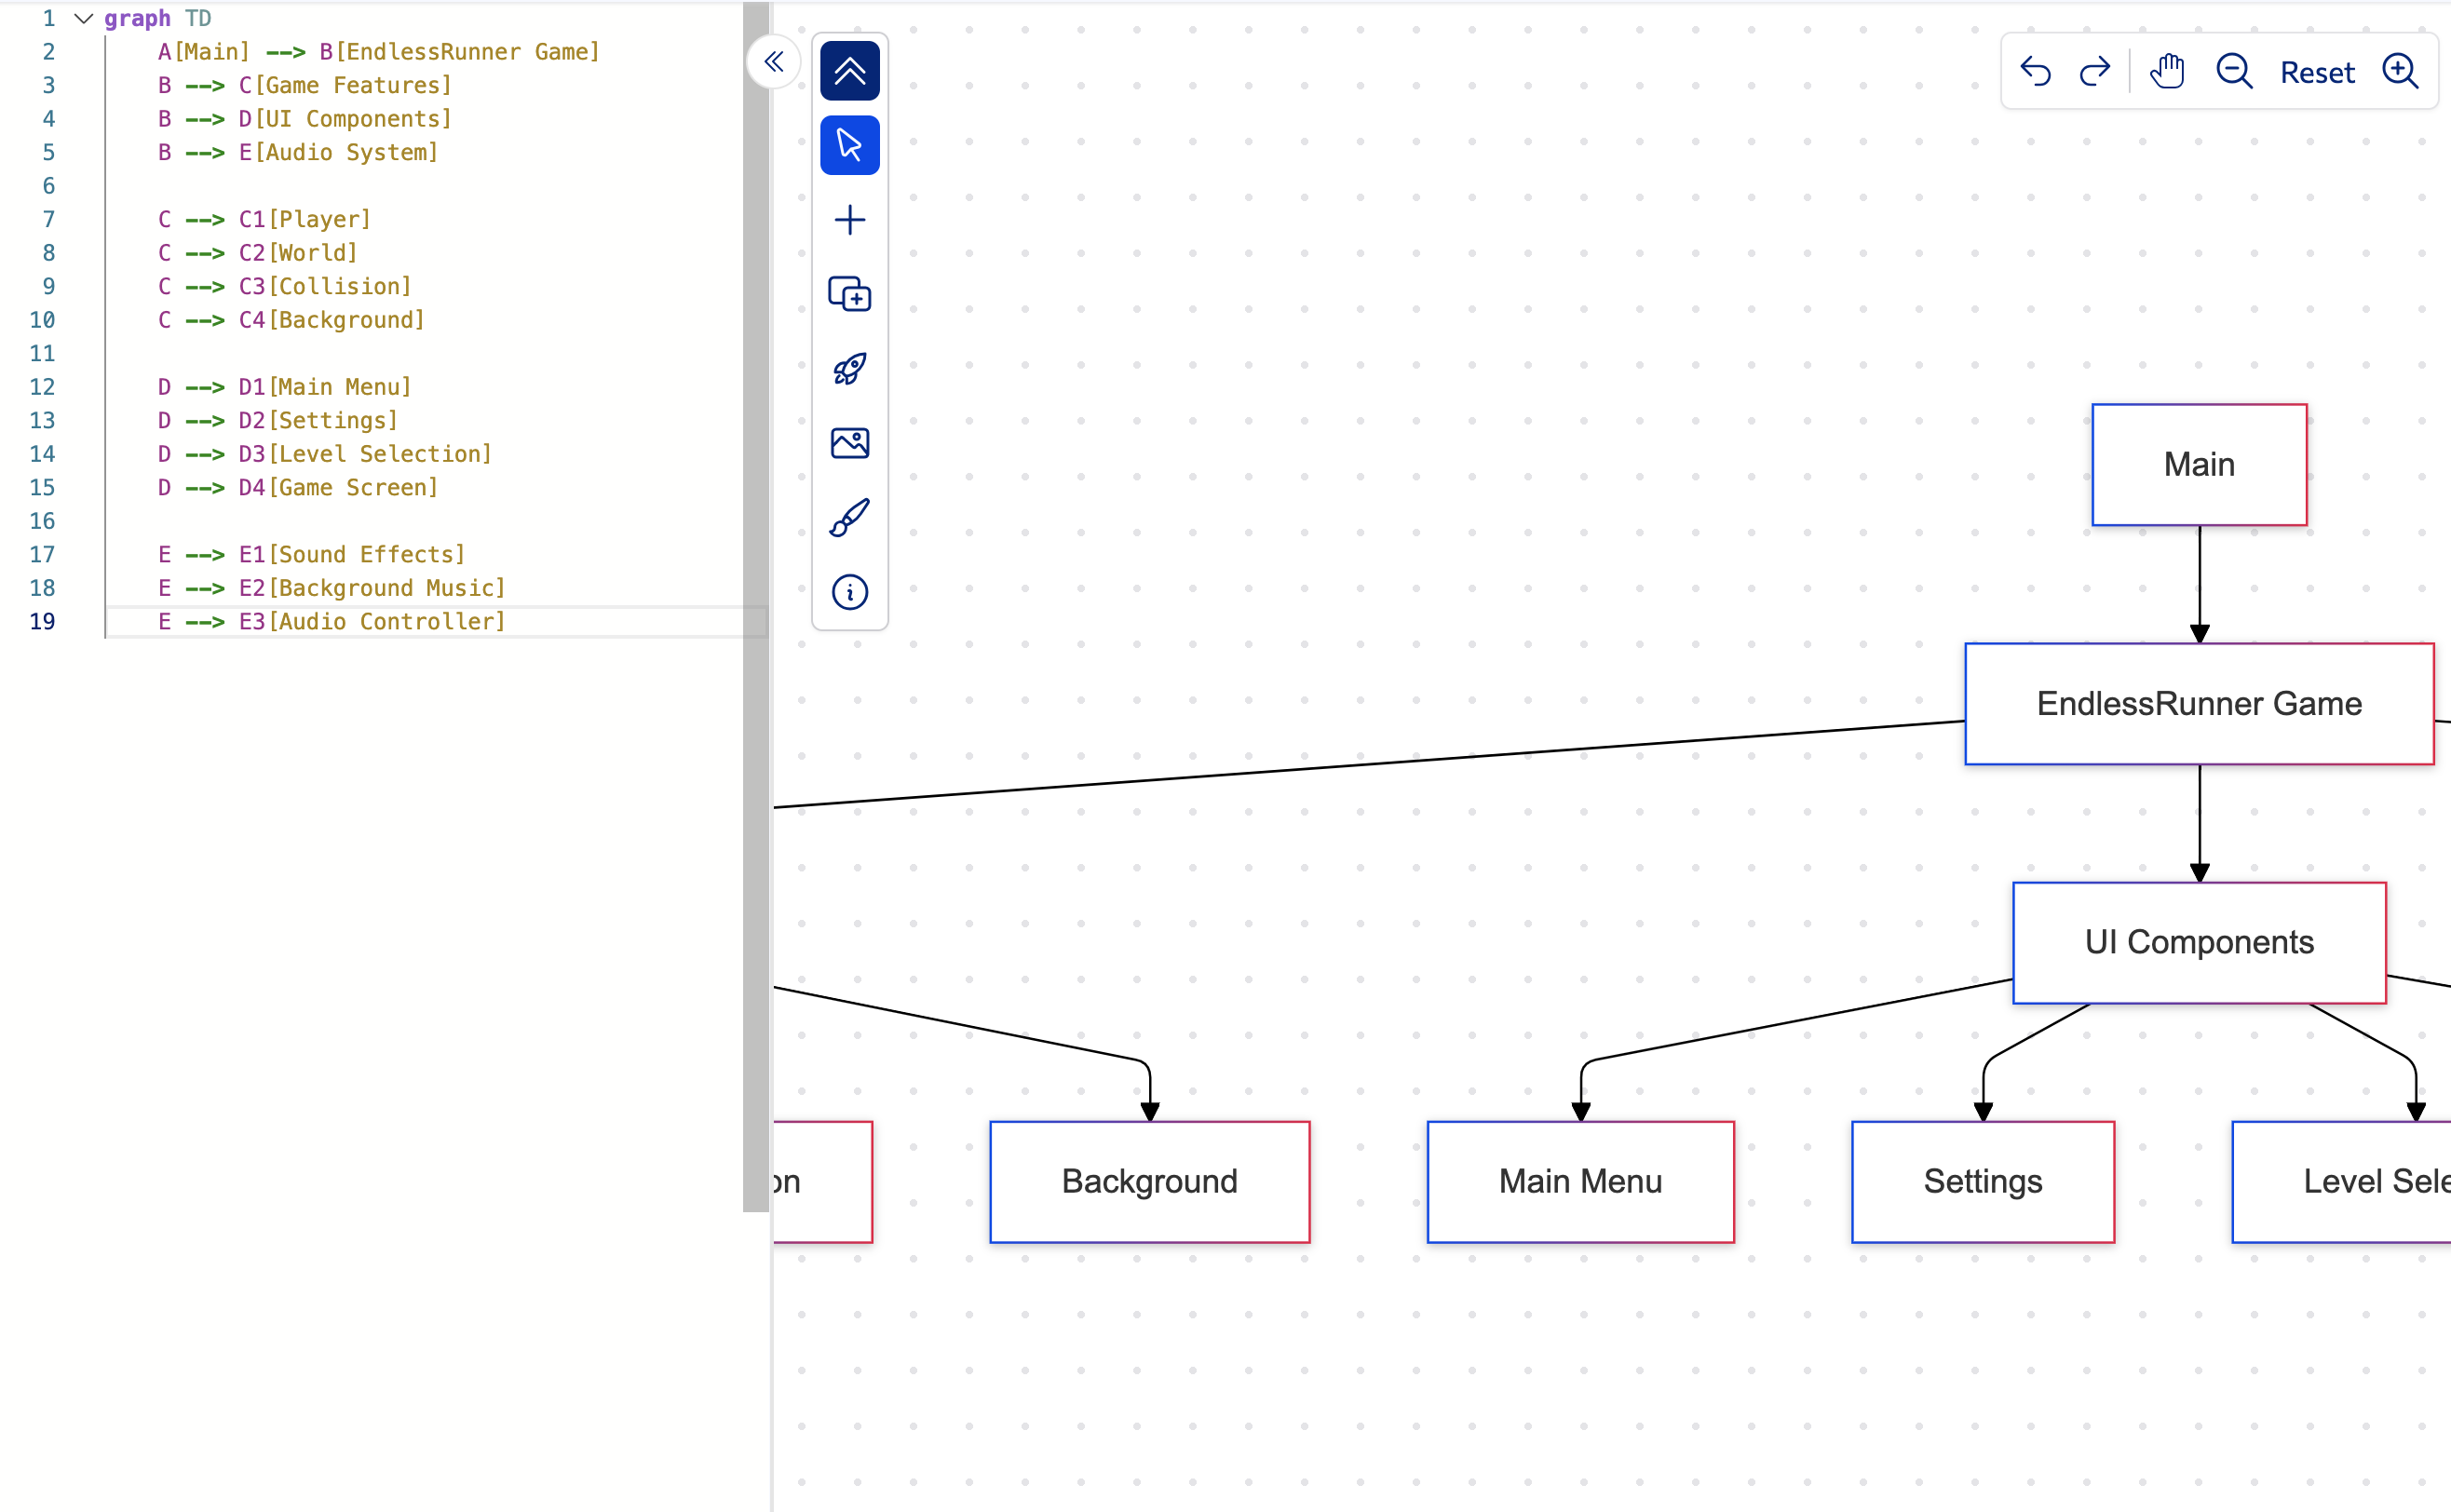 1 graph TD
2 A[Main] --> B[EndlessRunner Game]
3 B --> C[Game Features]
4 B --> D[UI Components]
5 B --> E[Audio System]
6
7 C --> C1[Player]
8 C --> C2[World]
9 C --> C3[Collision]
10 C --> C4[Background]
11
12 D --> D1[Main Menu]
13 D --> D2[Settings]
14 D --> D3[Level Selection]
15 D --> D4[Game Screen]
16
17 E --> E1[Sound Effects]
18 E --> E2[Background Music]
19 E --> E3[Audio Controller]
Reset
Main
EndlessRunner Game
UI Components
on
Background
Main Menu
Settings
Level Sele